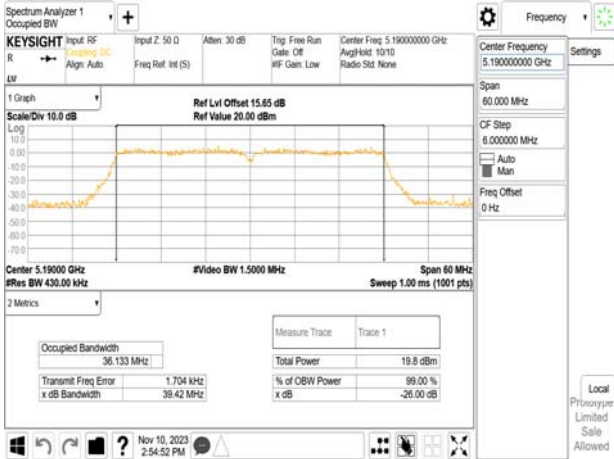 Spectrum Analyzer 1
Occupied BW
Frequency
KEYSIGHT
Input: RF
Coupling: DC
Align: Auto
Input Z: 50 Ω
Freq Ref: Int (S)
Atten: 30 dB
Trig: Free Run
Gate: Off
#IF Gain: Low
Center Freq: 5.190000000 GHz
Avg|Hold: 10/10
Radio Std: None
R
Center Frequency
5.190000000 GHz
Settings
Span
60.000 MHz
CF Step
6.000000 MHz
Auto
Man
Freq Offset
0 Hz
1 Graph
Scale/Div 10.0 dB
Ref Lvl Offset 15.65 dB
Ref Value 20.00 dBm
Log
10.0
0.00
-10.0
-20.0
-30.0
-40.0
-50.0
-60.0
-70.0
Center 5.19000 GHz
#Res BW 430.00 kHz
#Video BW 1.5000 MHz
Span 60 MHz
Sweep 1.00 ms (1001 pts)
2 Metrics
Measure Trace
Trace 1
Occupied Bandwidth
36.133 MHz
Total Power
19.8 dBm
Transmit Freq Error
1.704 kHz
% of OBW Power
99.00 %
x dB Bandwidth
39.42 MHz
x dB
-26.00 dB
Local
Prototype
Limited
Sale
Allowed
?
Nov 10, 2023
2:54:52 PM